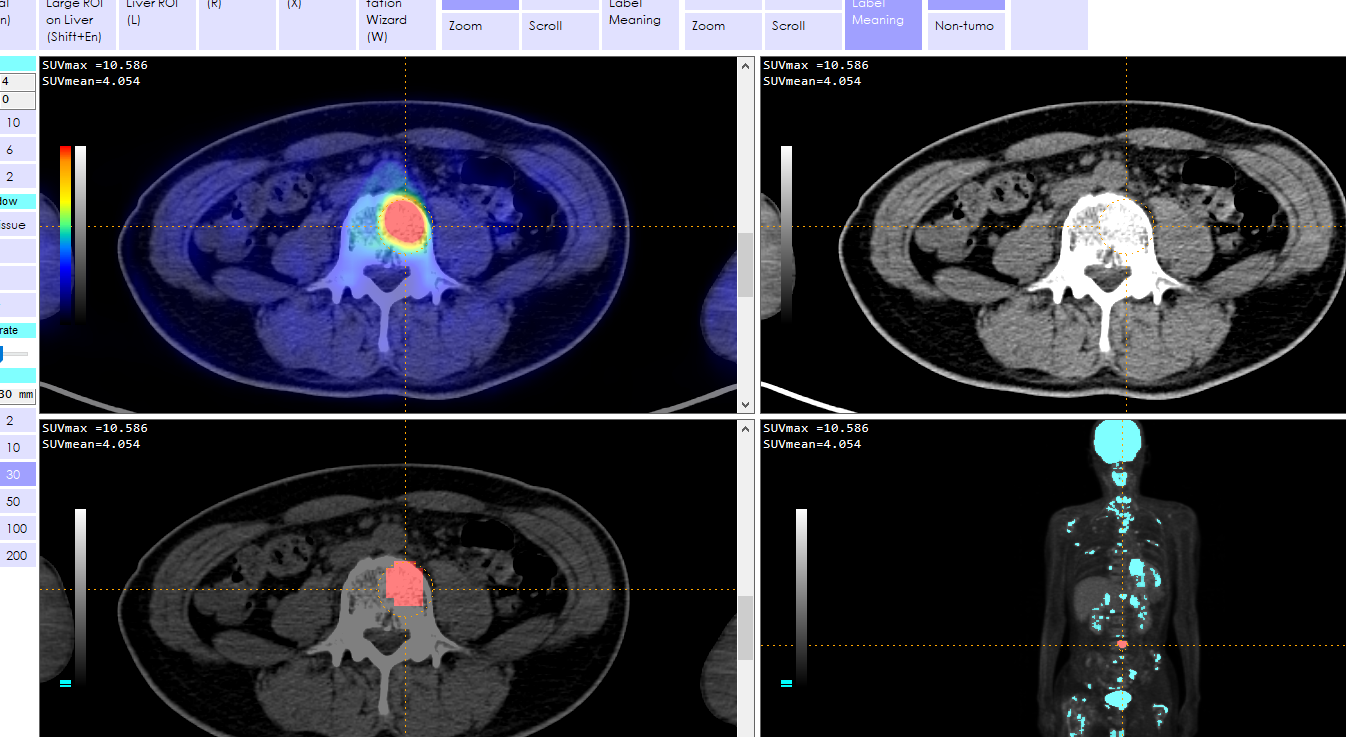 Large ROI
on Liver
(Shift+En)
Liver ROI
(L)
(R)
(X)
tation
Wizard
(W)
Zoom
Scroll
Label
Meaning
Zoom
Scroll
Label
Meaning
Non-tumo
4
0
10
6
2
ow
issue
rate
30 mm
2
10
30
50
100
200
SUVmax =10.586
SUVmean=4.054
SUVmax =10.586
SUVmean=4.054
SUVmax =10.586
SUVmean=4.054
SUVmax =10.586
SUVmean=4.054